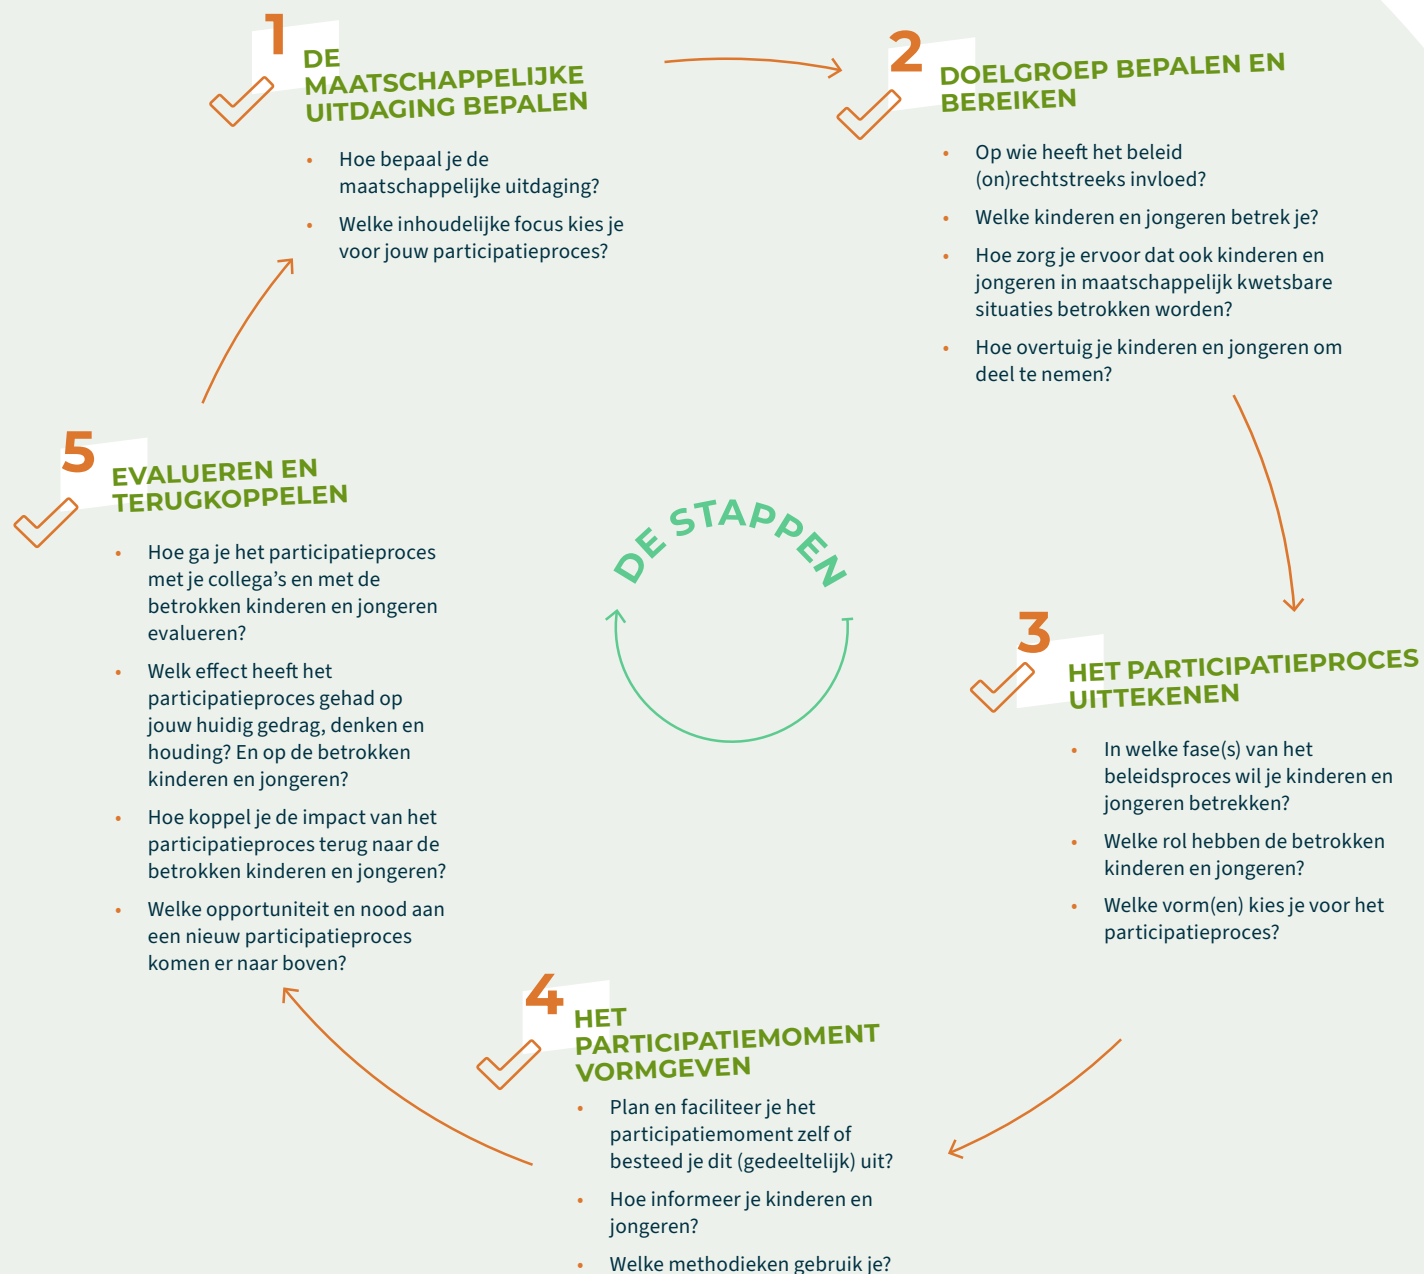 1
DE
MAATSCHAPPELIJKE
UITDAGING BEPALEN
• Hoe bepaal je de
maatschappelijke uitdaging?
• Welke inhoudelijke focus kies je
voor jouw participatieproces?
2
DOELGROEP BEPALEN EN
BEREIKEN
• Op wie heeft het beleid
(on)rechtstreeks invloed?
• Welke kinderen en jongeren betrek je?
• Hoe zorg je ervoor dat ook kinderen en
jongeren in maatschappelijk kwetsbare
situaties betrokken worden?
• Hoe overtuig je kinderen en jongeren om
deel te nemen?
DE STAPPEN
3
HET PARTICIPATIEPROCES
UITTEKENEN
• In welke fase(s) van het
beleidsproces wil je kinderen en
jongeren betrekken?
• Welke rol hebben de betrokken
kinderen en jongeren?
• Welke vorm(en) kies je voor het
participatieproces?
4
HET
PARTICIPATIEMOMENT
VORMGEVEN
• Plan en faciliteer je het
participatiemoment zelf of
besteed je dit (gedeeltelijk) uit?
• Hoe informeer je kinderen en
jongeren?
• Welke methodieken gebruik je?
5
EVALUEREN EN
TERUGKOPPELEN
• Hoe ga je het participatieproces
met je collega's en met de
betrokken kinderen en jongeren
evalueren?
• Welk effect heeft het
participatieproces gehad op
jouw huidig gedrag, denken en
houding? En op de betrokken
kinderen en jongeren?
• Hoe koppel je de impact van het
participatieproces terug naar de
betrokken kinderen en jongeren?
• Welke opportuniteit en nood aan
een nieuw participatieproces
komen er naar boven?